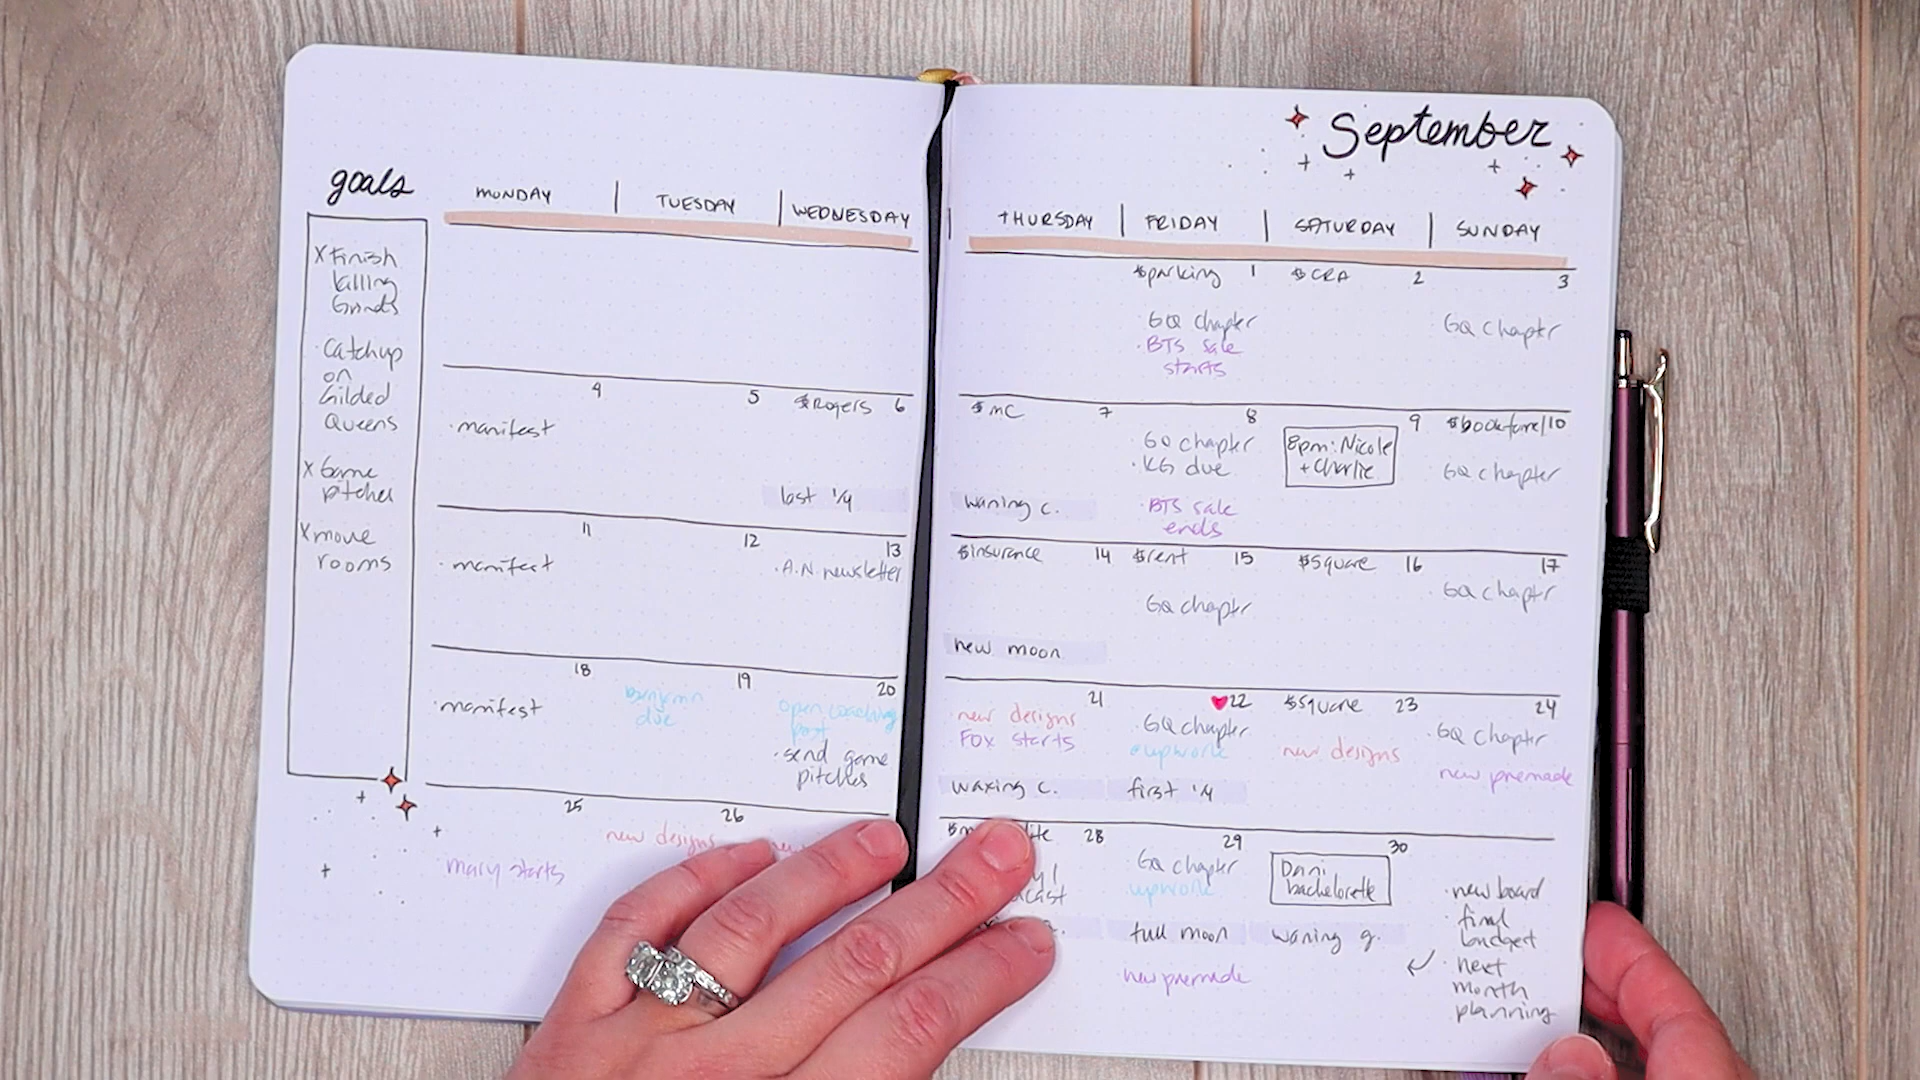 September
goals
MONDAY | TUESDAY | WEDNESDAY | THURSDAY | FRIDAY | SATURDAY | SUNDAY
x Finish
killing
Grounds
· Catchup
on
Gilded
Queens
x Game
pitches
x move
rooms
$parking 1
GQ chapter
· BTS sale
starts
$CRA 2
3
GQ chapter
4
· manifest
5
$Rogers 6
last 1/4
$MC 7
waning c.
8
GQ chapter
· KG due
· BTS sale
ends
9
8pm: Nicole
+ Charlie
10
GQ chapter
11
· manifest
12
13
· A.N. newsletter
$insurance 14
new moon
$rent 15
GQ chapter
$Square 16
17
GQ chapter
18
· manifest
19
benjamin
due
20
open coaching
post
· send game
pitches
21
new designs
Fox starts
waxing c.
♥22
· GQ chapter
upwork
first 1/4
$Square 23
new designs
24
· GQ chapter
new premade
25
mary starts
26
new designs
28
29
GQ chapter
upwork
full moon
new premade
30
Dani
bachelorette
waning g.
· new board
· final
budget
· next
month
planning